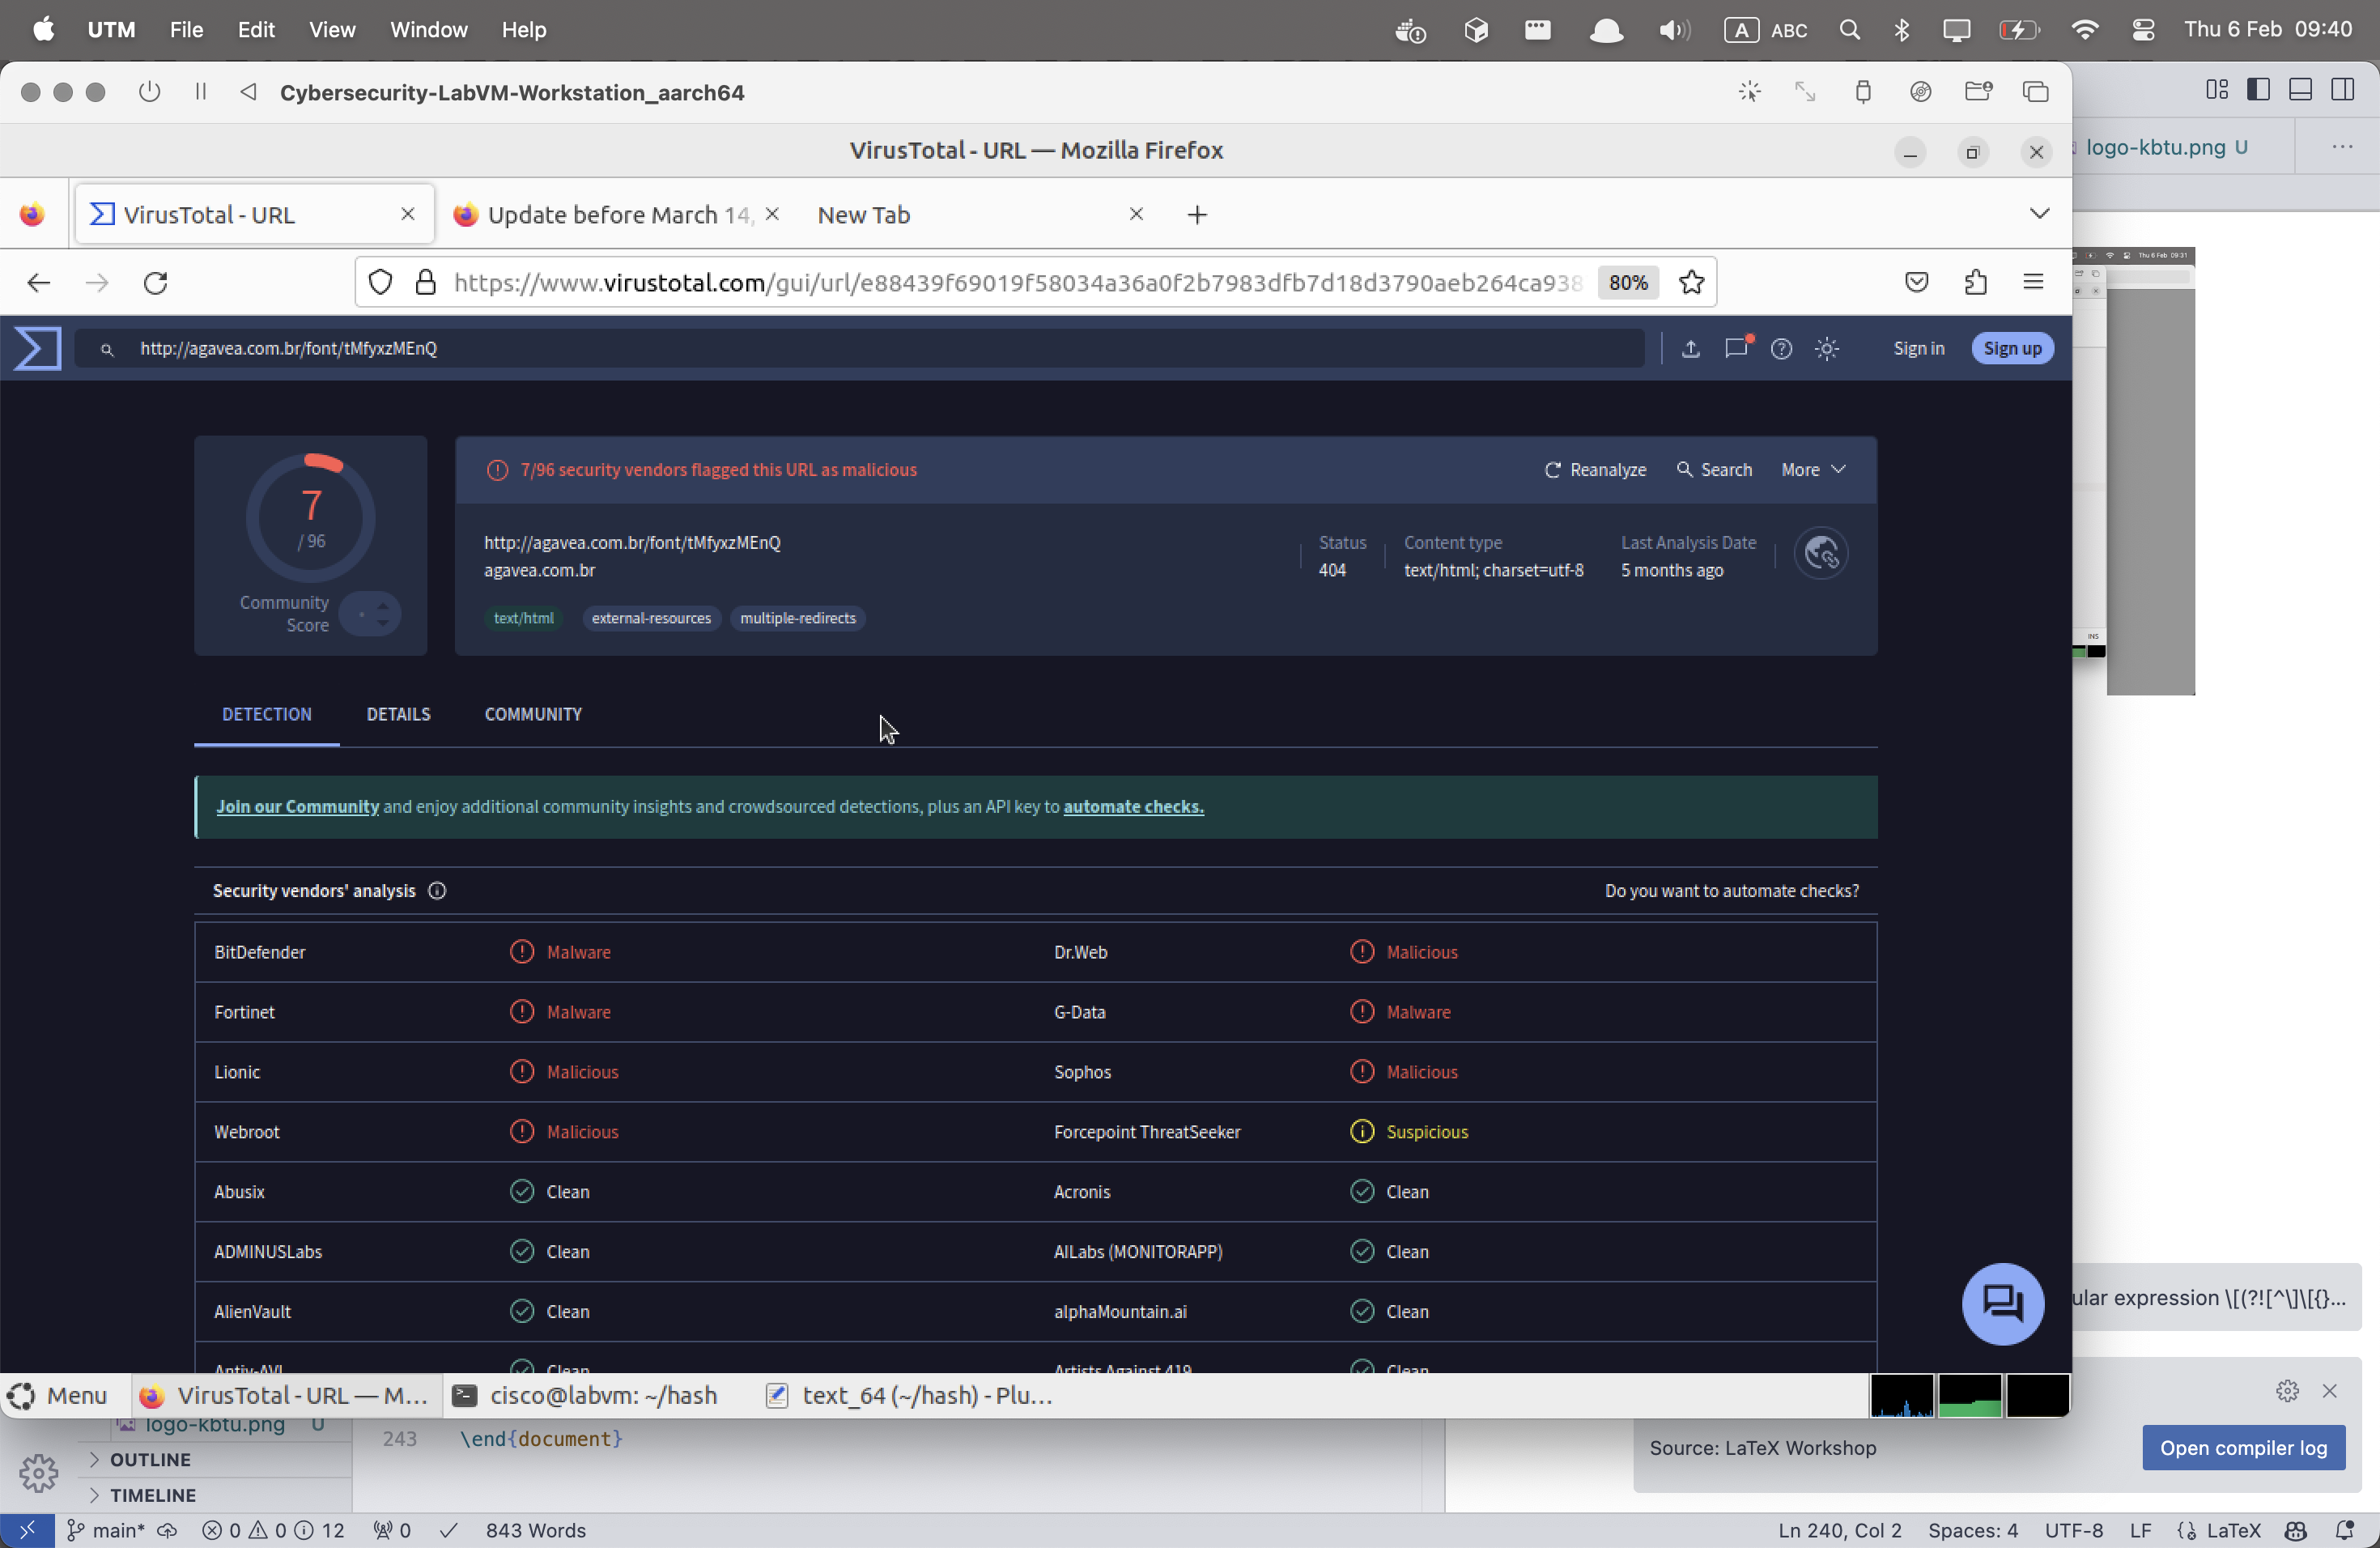 UTM File Edit View Window Help A ABC Thu 6 Feb 09:40
Cybersecurity-LabVM-Workstation_aarch64
VirusTotal - URL — Mozilla Firefox
logo-kbtu.png U
VirusTotal - URL
Update before March 14,
New Tab
https://www.virustotal.com/gui/url/e88439f69019f58034a36a0f2b7983dfb7d18d3790aeb264ca938
80%
Thu 6 Feb 09:31
http://agavea.com.br/font/tMfyxzMEnQ
Sign in
Sign up
7
/ 96
Community
Score
7/96 security vendors flagged this URL as malicious
Reanalyze Search More
http://agavea.com.br/font/tMfyxzMEnQ
agavea.com.br
Status
404
Content type
text/html; charset=utf-8
Last Analysis Date
5 months ago
text/html external-resources multiple-redirects
INS
DETECTION DETAILS COMMUNITY
Join our Community and enjoy additional community insights and crowdsourced detections, plus an API key to automate checks.
Security vendors' analysis Do you want to automate checks?
BitDefender Malware Dr.Web Malicious
Fortinet Malware G-Data Malware
Lionic Malicious Sophos Malicious
Webroot Malicious Forcepoint ThreatSeeker Suspicious
Abusix Clean Acronis Clean
ADMINUSLabs Clean AILabs (MONITORAPP) Clean
AlienVault Clean alphaMountain.ai Clean
Antiy-AVL Clean Artists Against 419 Clean
ular expression \[(?![^\]\[{}...
Menu VirusTotal - URL — M... cisco@labvm: ~/hash text_64 (~/hash) - Plu...
logo-kbtu.png U
243 \end{document}
OUTLINE
TIMELINE
Source: LaTeX Workshop
Open compiler log
main* 0 0 12 0 843 Words
Ln 240, Col 2 Spaces: 4 UTF-8 LF LaTeX